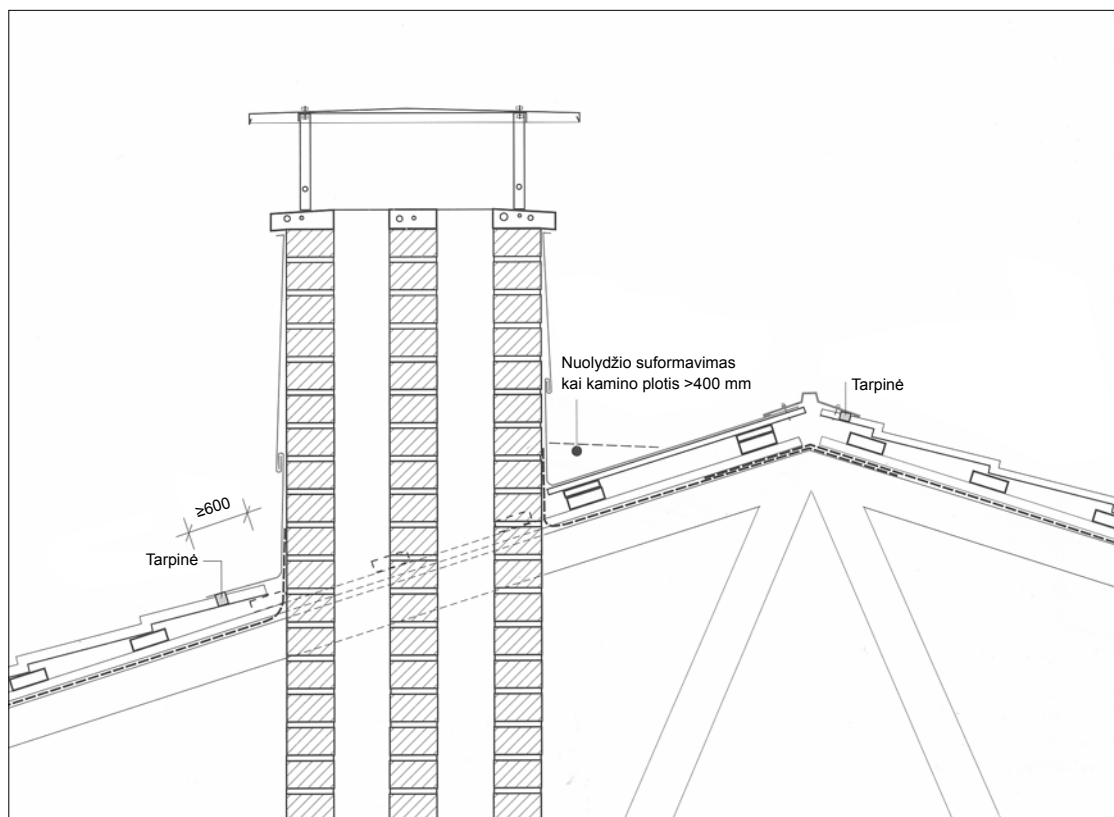 Nuolydžio suformavimas
kai kamino plotis >400 mm
Tarpinė
≥600
Tarpinė